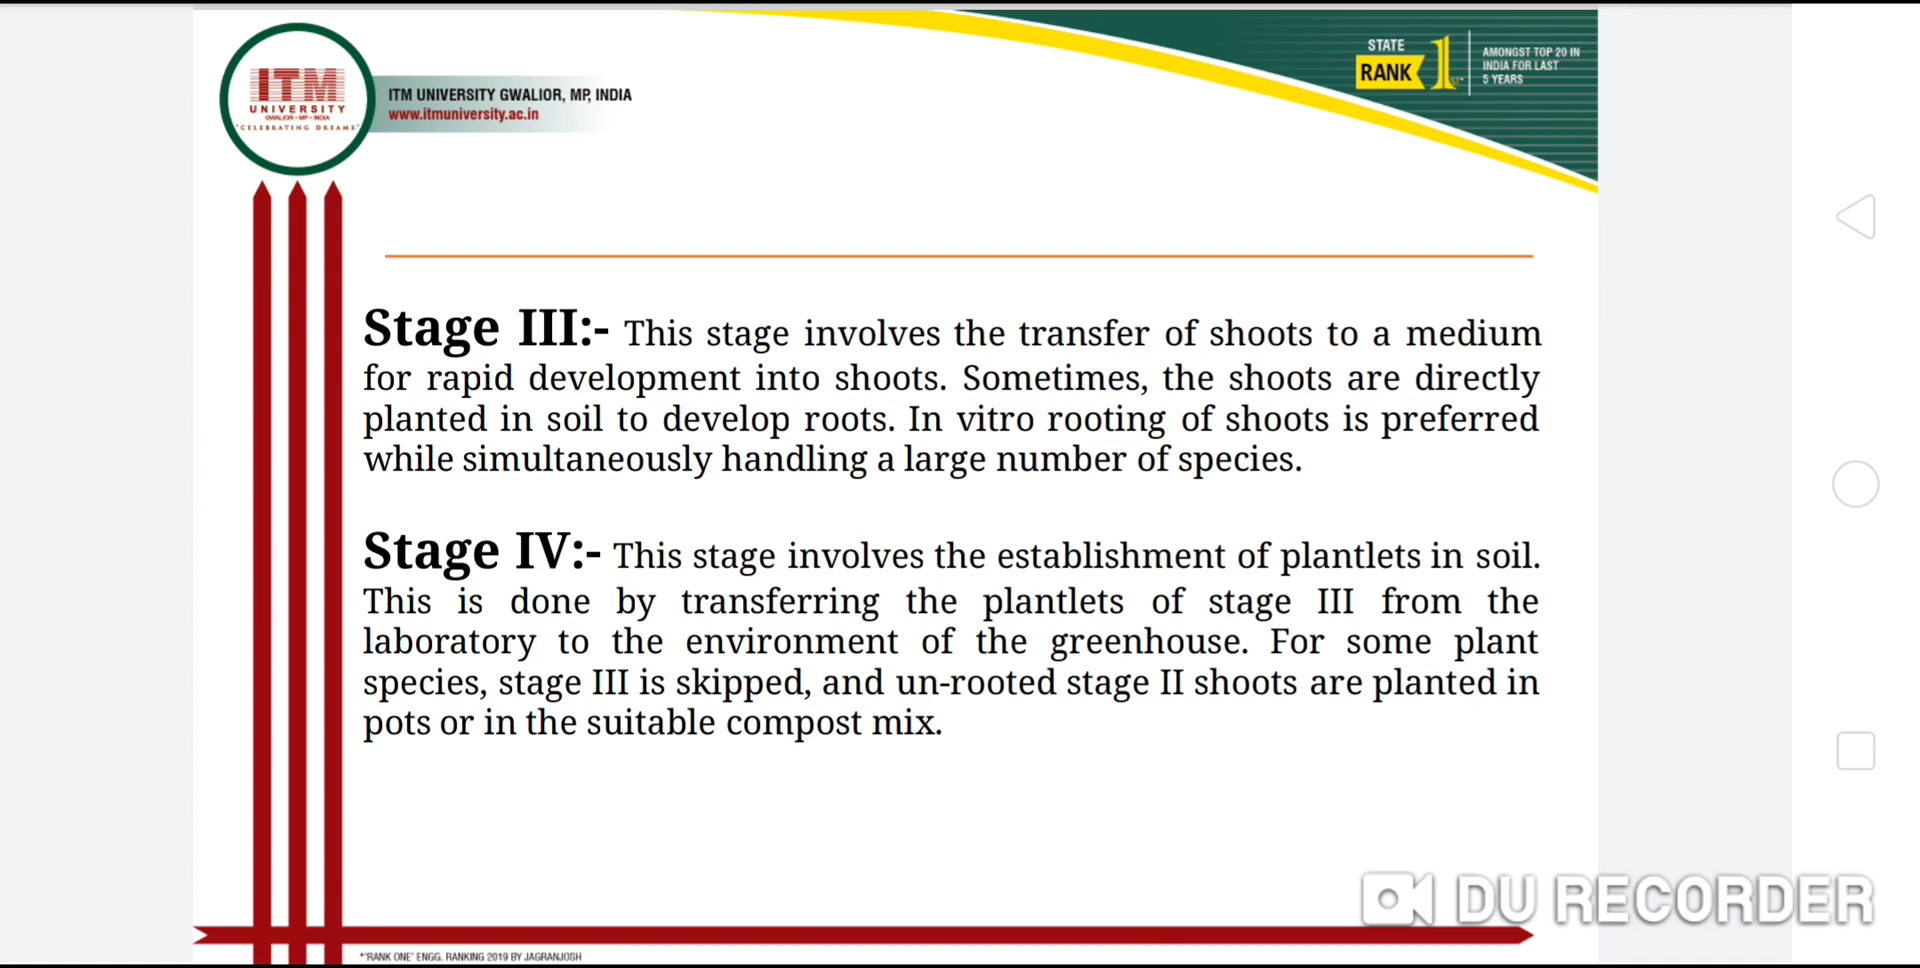 ITM
UNIVERSITY
GWALIOR - MP - INDIA
"CELEBRATING DREAMS"
ITM UNIVERSITY GWALIOR, MP, INDIA
www.itmuniversity.ac.in
STATE
RANK 1ST
AMONGST TOP 20 IN
INDIA FOR LAST
5 YEARS
Stage III:- This stage involves the transfer of shoots to a medium
for rapid development into shoots. Sometimes, the shoots are directly
planted in soil to develop roots. In vitro rooting of shoots is preferred
while simultaneously handling a large number of species.
Stage IV:- This stage involves the establishment of plantlets in soil.
This is done by transferring the plantlets of stage III from the
laboratory to the environment of the greenhouse. For some plant
species, stage III is skipped, and un-rooted stage II shoots are planted in
pots or in the suitable compost mix.
DU RECORDER
*"RANK ONE" ENGG. RANKING 2019 BY JAGRANJOSH